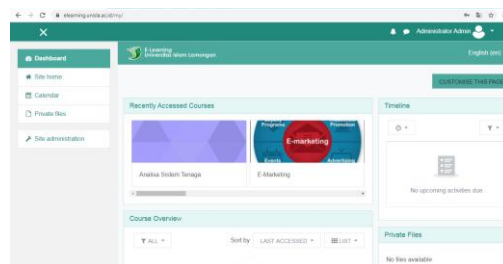 elearning.unisla.ac.id/my/
Administrator Admin
E-Learning
Universitas Islam Lamongan
English (en)
Dashboard
Site home
Calendar
Private files
Site administration
CUSTOMISE THIS PAGE
Recently Accessed Courses
Analisa Sistem Tenaga
Programs
Promotion
E-marketing
Events
Advertising
E-Marketing
Timeline
No upcoming activities due
Course Overview
ALL
Sort by
LAST ACCESSED
LIST
Private Files
No files available